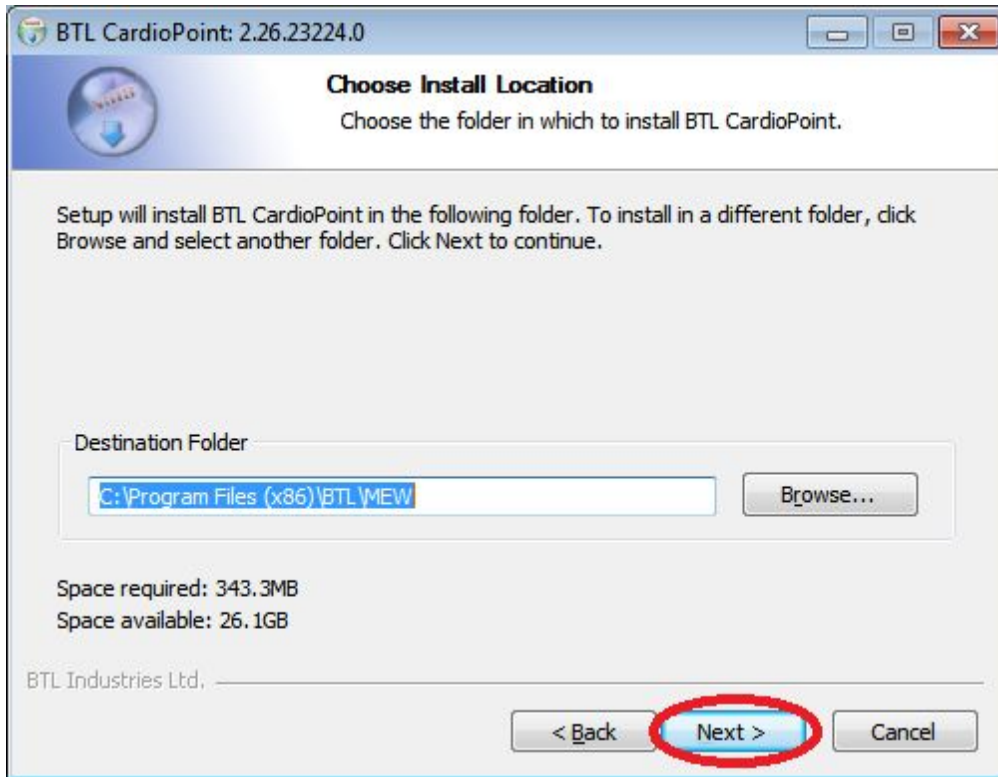 BTL CardioPoint: 2.26.23224.0
Choose Install Location
Choose the folder in which to install BTL CardioPoint.
Setup will install BTL CardioPoint in the following folder. To install in a different folder, click
Browse and select another folder. Click Next to continue.
Destination Folder
C:\Program Files (x86)\BTL\MEW
Browse...
Space required: 343.3MB
Space available: 26.1GB
BTL Industries Ltd.
< Back
Next >
Cancel